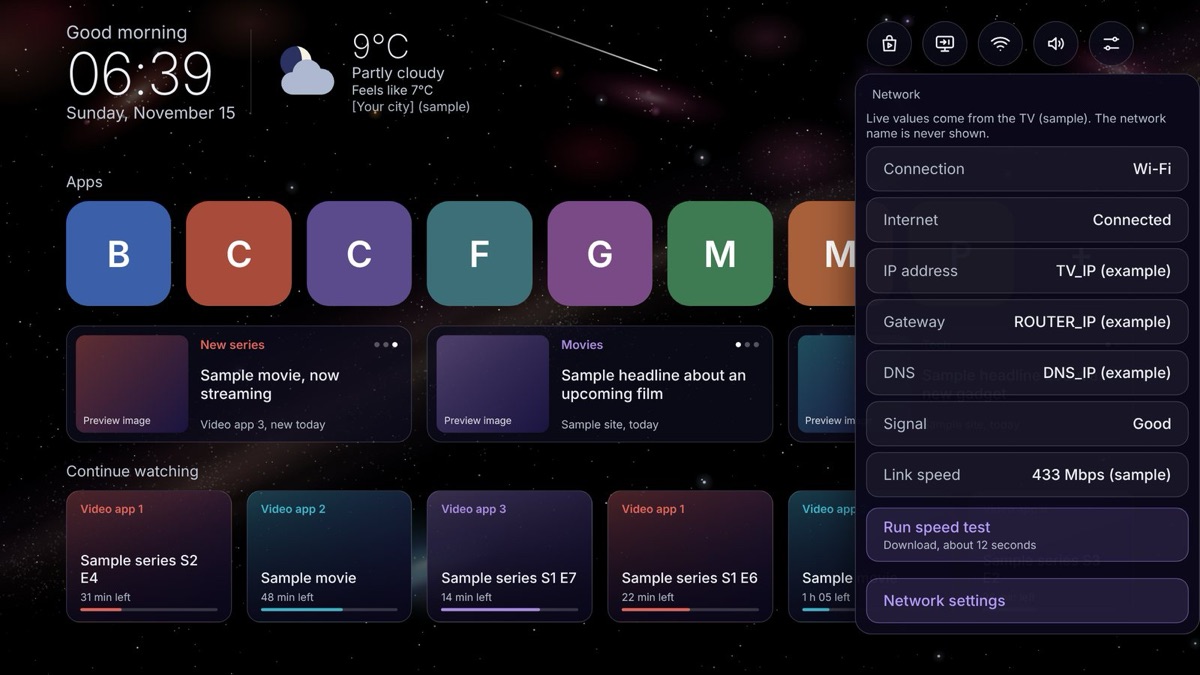 Good morning
06:39
Sunday, November 15
9°C
Partly cloudy
Feels like 7°C
[Your city] (sample)
Apps
B
C
C
F
G
M
M
New series
Sample movie, now
streaming
Video app 3, new today
Preview image
Movies
Sample headline about an
upcoming film
Sample site, today
Preview image
Preview im
Continue watching
Video app 1
Sample series S2
E4
31 min left
Video app 2
Sample movie
48 min left
Video app 3
Sample series S1 E7
14 min left
Video app 1
Sample series S1 E6
22 min left
Video app
Sample movie
1 h 05 left
Network
Live values come from the TV (sample). The network
name is never shown.
Connection
Wi-Fi
Internet
Connected
IP address
TV_IP (example)
Gateway
ROUTER_IP (example)
DNS
DNS_IP (example)
Signal
Good
Link speed
433 Mbps (sample)
Run speed test
Download, about 12 seconds
Network settings